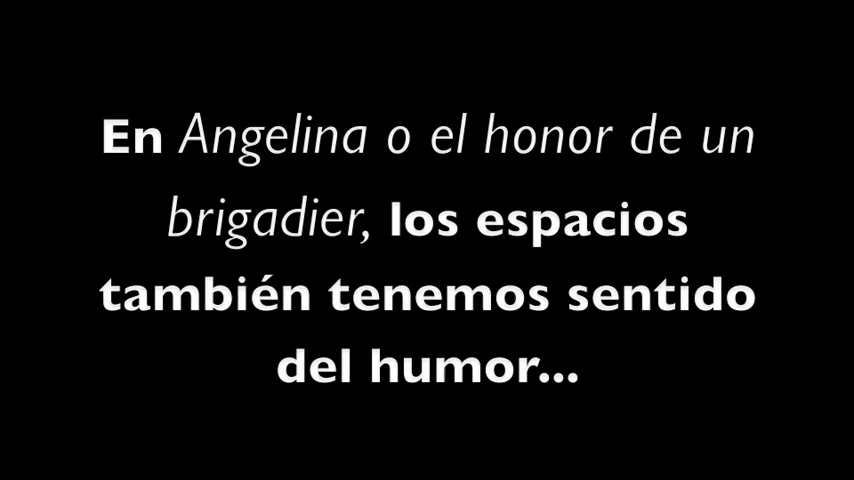 En Angelina o el honor de un
brigadier, los espacios
también tenemos sentido
del humor...